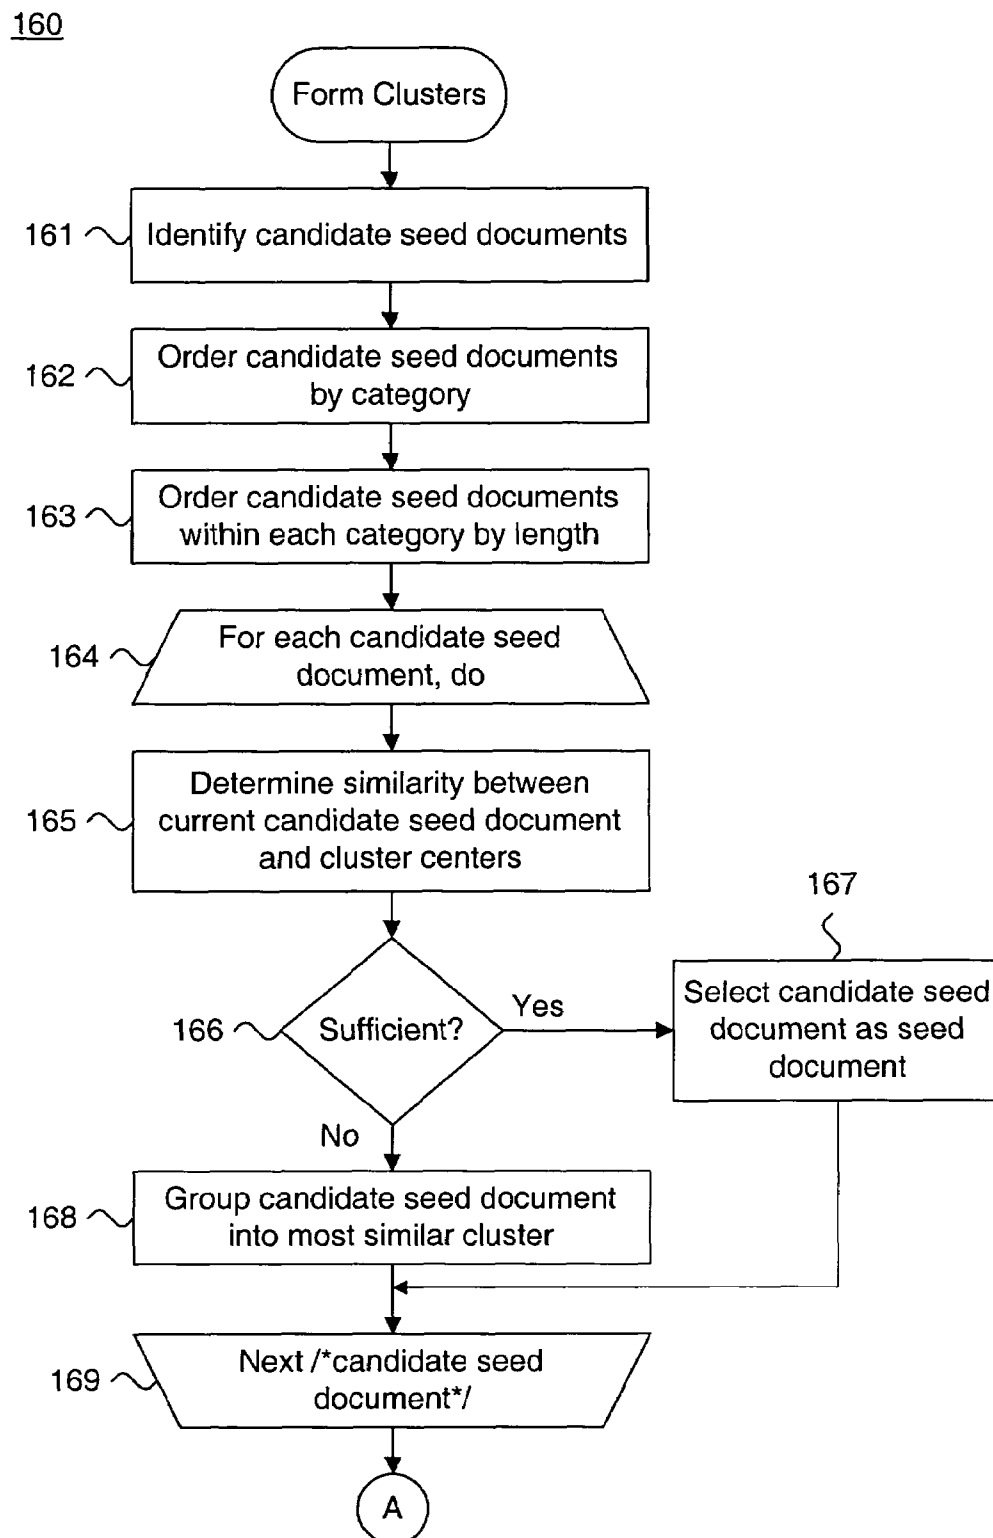 160
Form Clusters
161
Identify candidate seed documents
162
Order candidate seed documents
by category
163
Order candidate seed documents
within each category by length
164
For each candidate seed
document, do
165
Determine similarity between
current candidate seed document
and cluster centers
166
Sufficient?
Yes
167
Select candidate seed
document as seed
document
No
168
Group candidate seed document
into most similar cluster
169
Next /*candidate seed
document*/
A